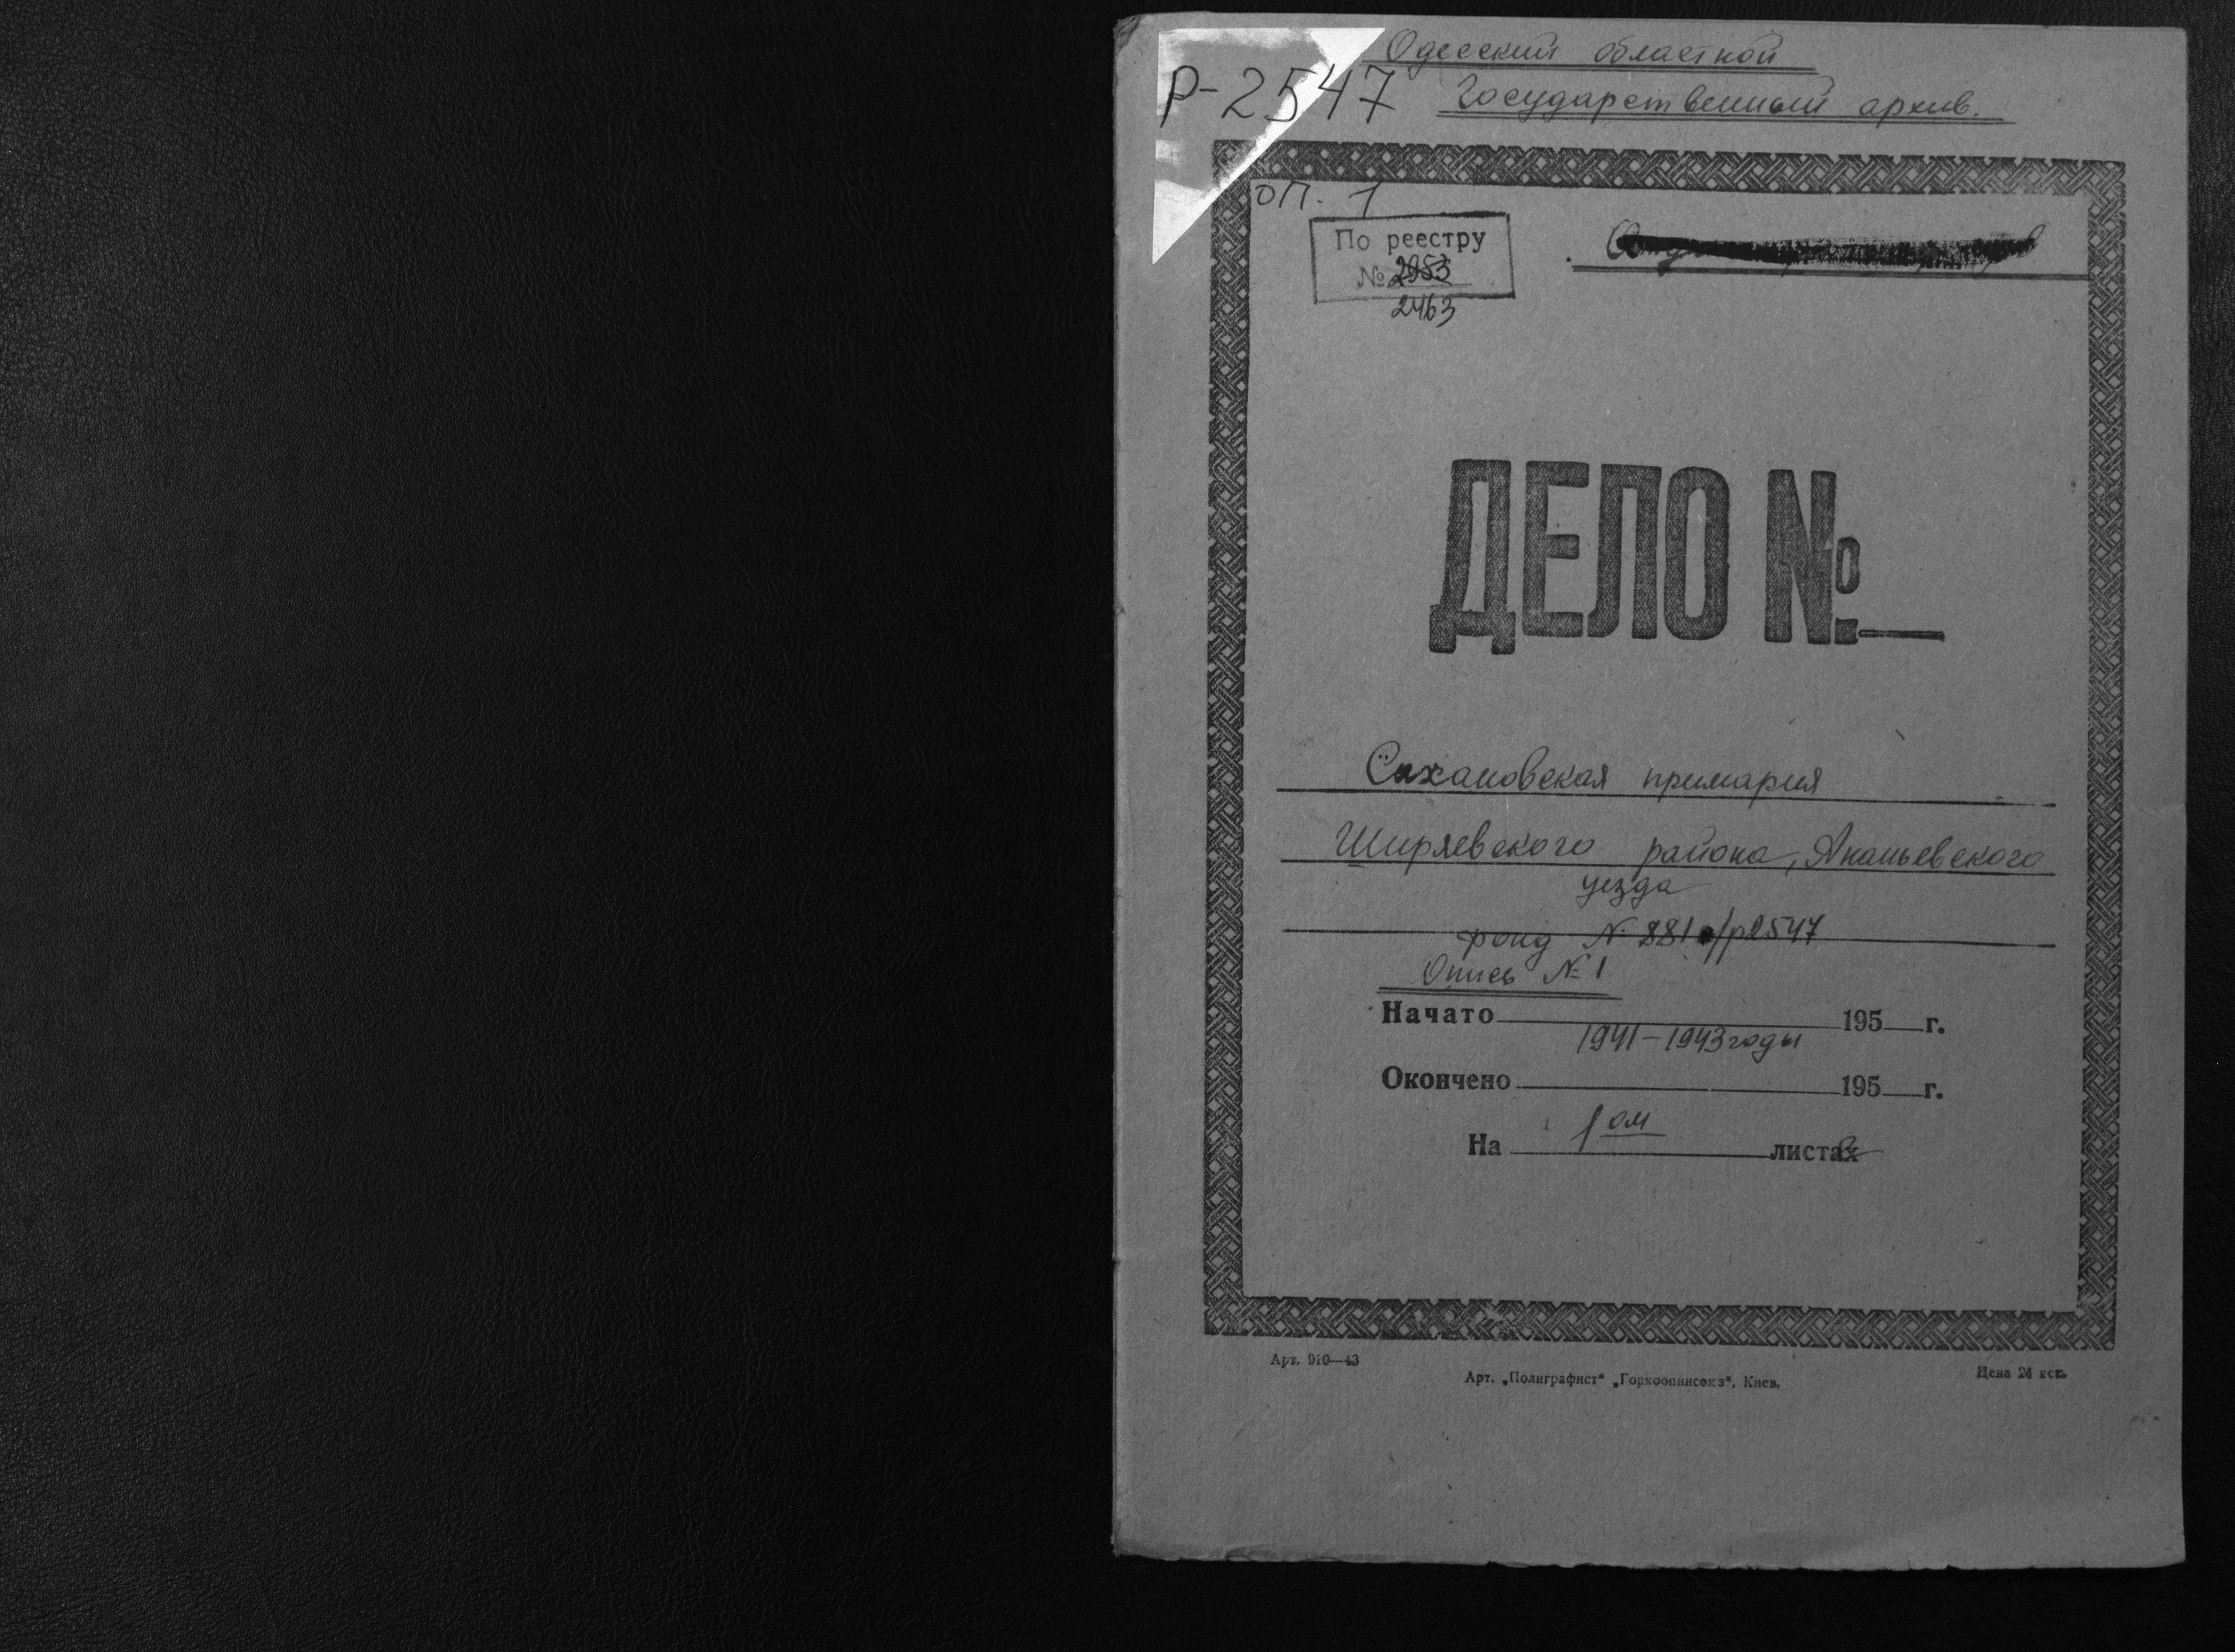 Одесский областной
Р-2547 Государственный архив.
оп. 1
По реестру
№ 2953
2463
ДЕЛО №
Сахановская примария
Ширяевского района, Ананьевского
уезда
фонд № 881 /р2547
Опись № 1
Начато 195 г.
1941-1943 годы
Окончено 195 г.
На 1ом листах
Арт. 910—43
Арт. „Полиграфист“ „Горкоопинсоюз“, Киев.
Цена 24 коп.